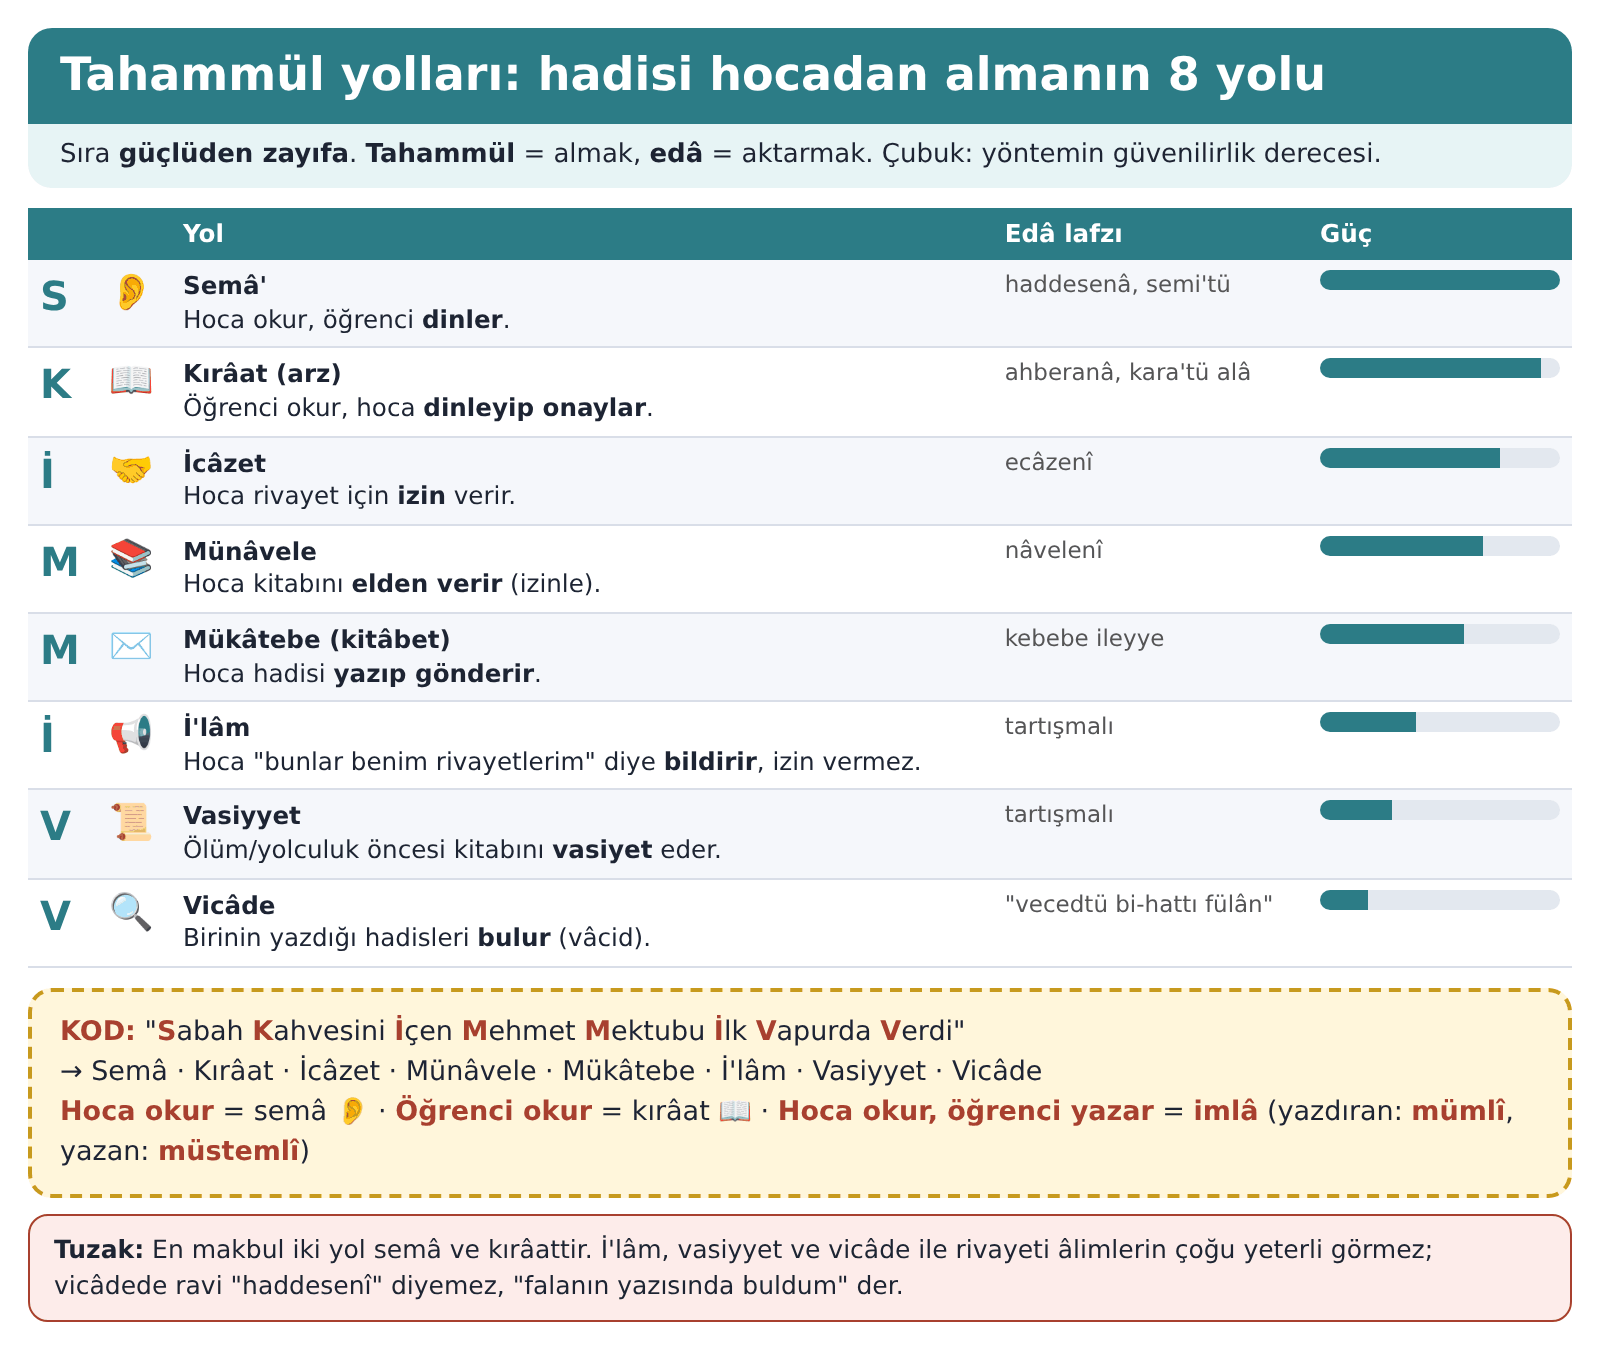 Tahammül yolları: hadisi hocadan almanın 8 yolu
Sıra güçlüden zayıfa. Tahammül = almak, edâ = aktarmak. Çubuk: yöntemin güvenilirlik derecesi.
Yol Edâ lafzı Güç
S 👂 Semâ' haddesenâ, semi'tü
Hoca okur, öğrenci dinler.
K 📖 Kırâat (arz) ahberanâ, kara'tü alâ
Öğrenci okur, hoca dinleyip onaylar.
İ 🤝 İcâzet ecâzenî
Hoca rivayet için izin verir.
M 📚 Münâvele nâvelenî
Hoca kitabını elden verir (izinle).
M ✉️ Mükâtebe (kitâbet) kebebe ileyye
Hoca hadisi yazıp gönderir.
İ 📢 İ'lâm tartışmalı
Hoca "bunlar benim rivayetlerim" diye bildirir, izin vermez.
V 📜 Vasiyyet tartışmalı
Ölüm/yolculuk öncesi kitabını vasiyet eder.
V 🔍 Vicâde "vecedtü bi-hattı fülân"
Birinin yazdığı hadisleri bulur (vâcid).
KOD: "Sabah Kahvesini İçen Mehmet Mektubu İlk Vapurda Verdi"
→ Semâ · Kırâat · İcâzet · Münâvele · Mükâtebe · İ'lâm · Vasiyyet · Vicâde
Hoca okur = semâ 👂 · Öğrenci okur = kırâat 📖 · Hoca okur, öğrenci yazar = imlâ (yazdıran: mümlî,
yazan: müstemlî)
Tuzak: En makbul iki yol semâ ve kırâattir. İ'lâm, vasiyyet ve vicâde ile rivayeti âlimlerin çoğu yeterli görmez;
vicâdede ravi "haddesenî" diyemez, "falanın yazısında buldum" der.